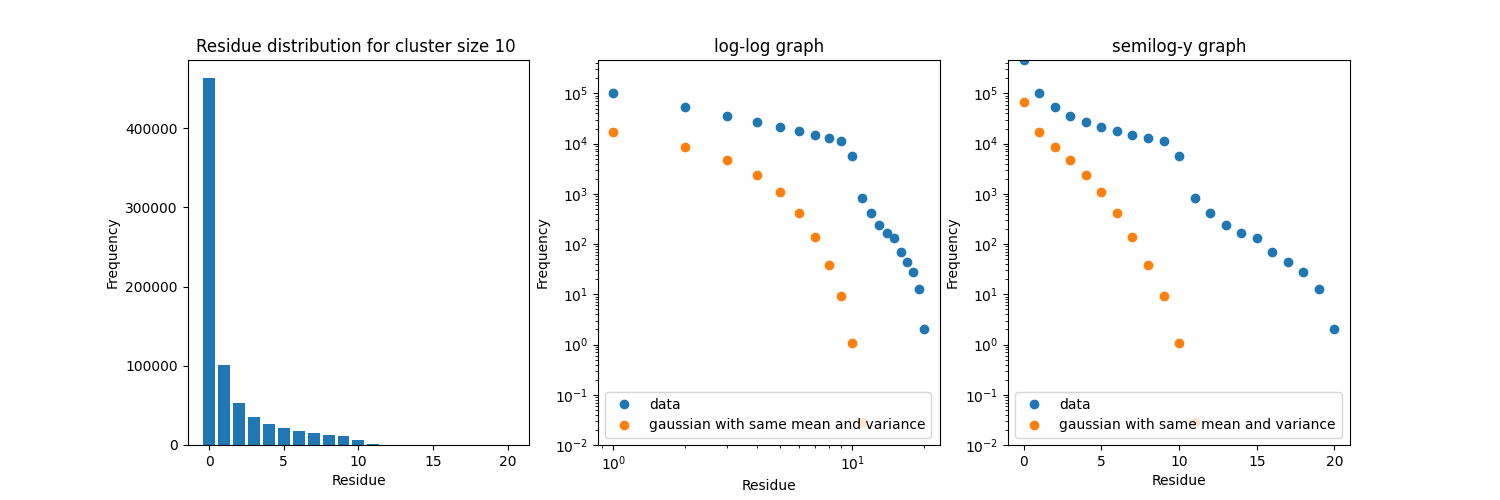 Residue distribution for cluster size 10
Frequency
400000
300000
200000
100000
0
0 5 10 15 20
Residue
log-log graph
Frequency
10^5
10^4
10^3
10^2
10^1
10^0
10^-1
10^-2
data
gaussian with same mean and variance
10^0 10^1
Residue
semilog-y graph
Frequency
10^5
10^4
10^3
10^2
10^1
10^0
10^-1
10^-2
data
gaussian with same mean and variance
0 5 10 15 20
Residue